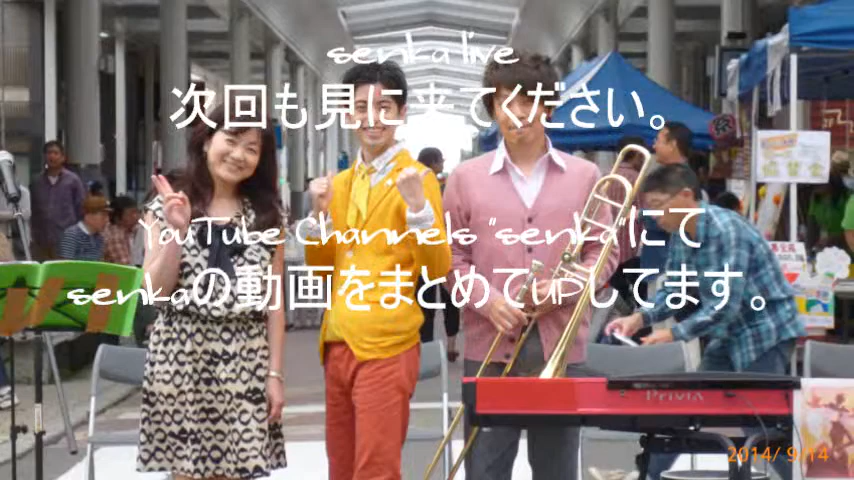 senka live
次回も見に来てください。
YouTube Channels "senka"にて
senkaの動画をまとめてUPしてます。
Privia
2014/ 9/14